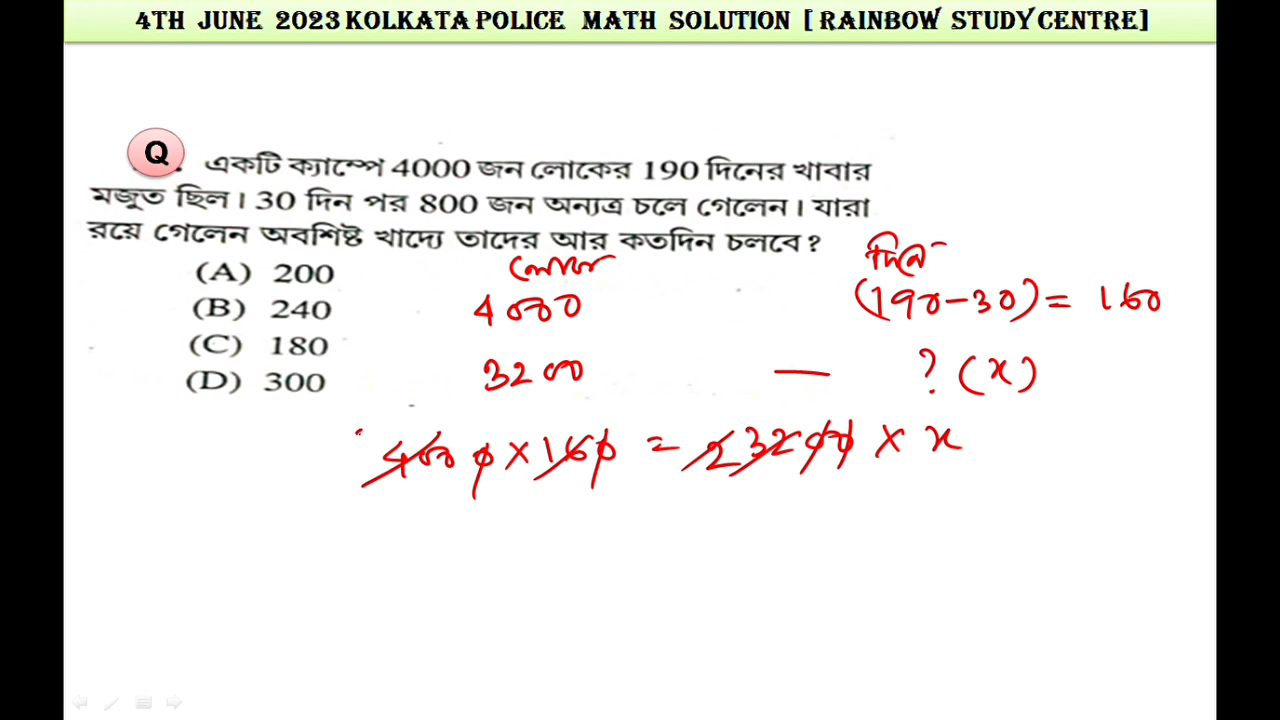 4TH JUNE 2023 KOLKATA POLICE MATH SOLUTION [ RAINBOW STUDY CENTRE]
Q
একটি ক্যাম্পে 4000 জন লোকের 190 দিনের খাবার
মজুত ছিল। 30 দিন পর 800 জন অন্যত্র চলে গেলেন। যারা
রয়ে গেলেন অবশিষ্ট খাদ্যে তাদের আর কতদিন চলবে?
(A) 200
(B) 240
(C) 180
(D) 300
লোক দিন
4000 (190-30) = 160
3200 — ? (x)
4000 × 160 = 3200 × x